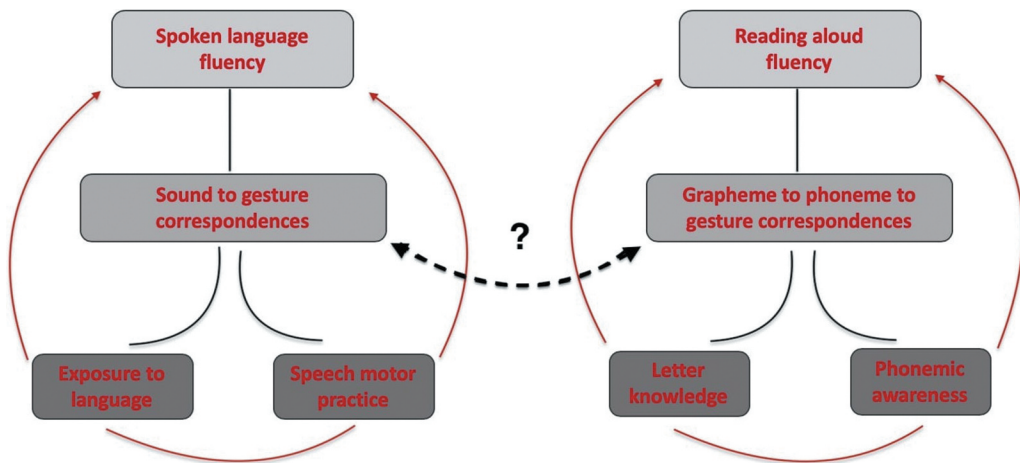 Spoken language
fluency
Reading aloud
fluency
Sound to gesture
correspondences
Grapheme to phoneme to
gesture correspondences
?
Exposure to
language
Speech motor
practice
Letter
knowledge
Phonemic
awareness